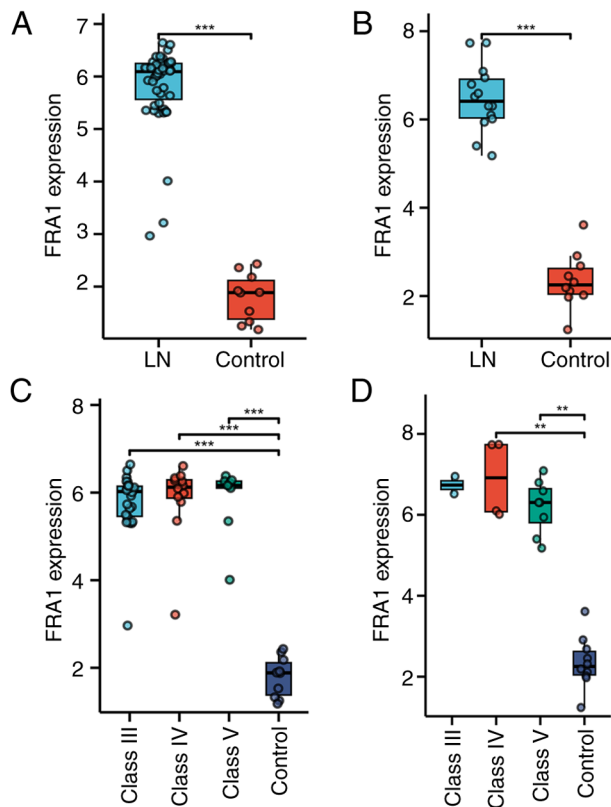 A
FRA1 expression
7
6
5
4
3
2
***
LN
Control
B
FRA1 expression
8
6
4
2
***
LN
Control
C
FRA1 expression
8
6
4
2
***
***
***
Class III
Class IV
Class V
Control
D
FRA1 expression
8
6
4
2
**
**
Class III
Class IV
Class V
Control